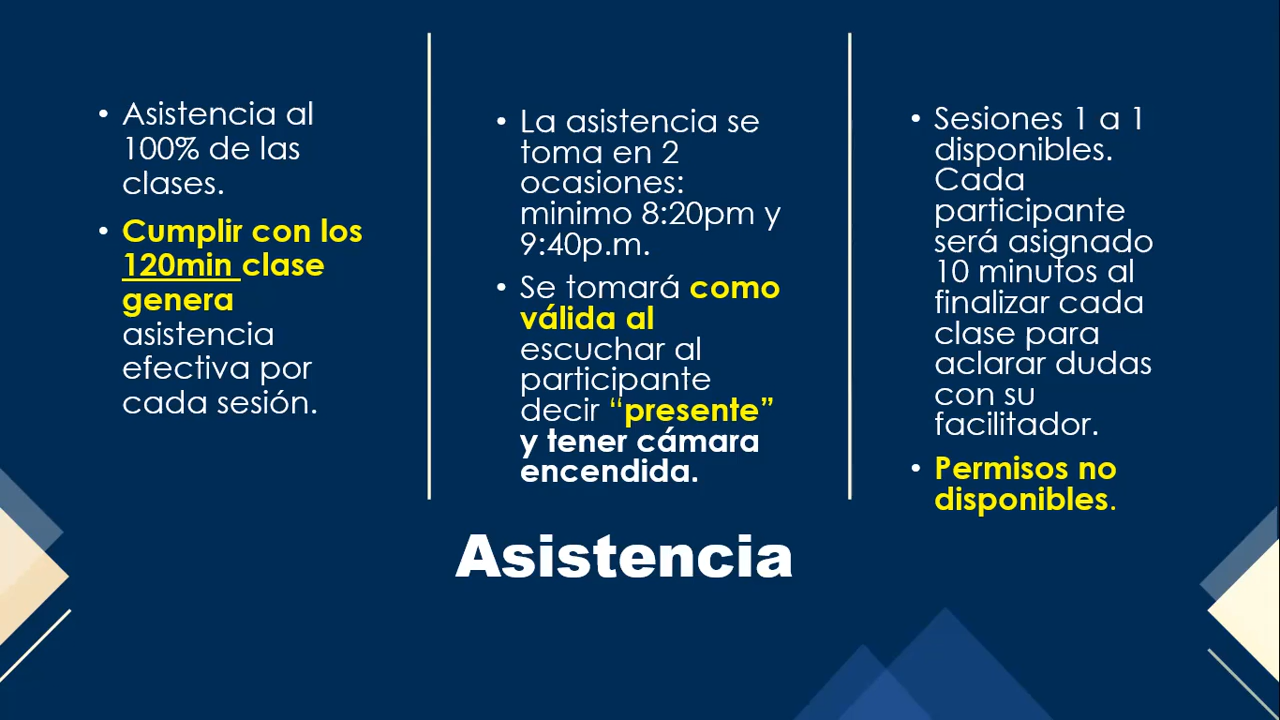 • Asistencia al
100% de las
clases.
• Cumplir con los
120min clase
genera
asistencia
efectiva por
cada sesión.
• La asistencia se
toma en 2
ocasiones:
minimo 8:20pm y
9:40p.m.
• Se tomará como
válida al
escuchar al
participante
decir “presente”
y tener cámara
encendida.
• Sesiones 1 a 1
disponibles.
Cada
participante
será asignado
10 minutos al
finalizar cada
clase para
aclarar dudas
con su
facilitador.
• Permisos no
disponibles.
Asistencia